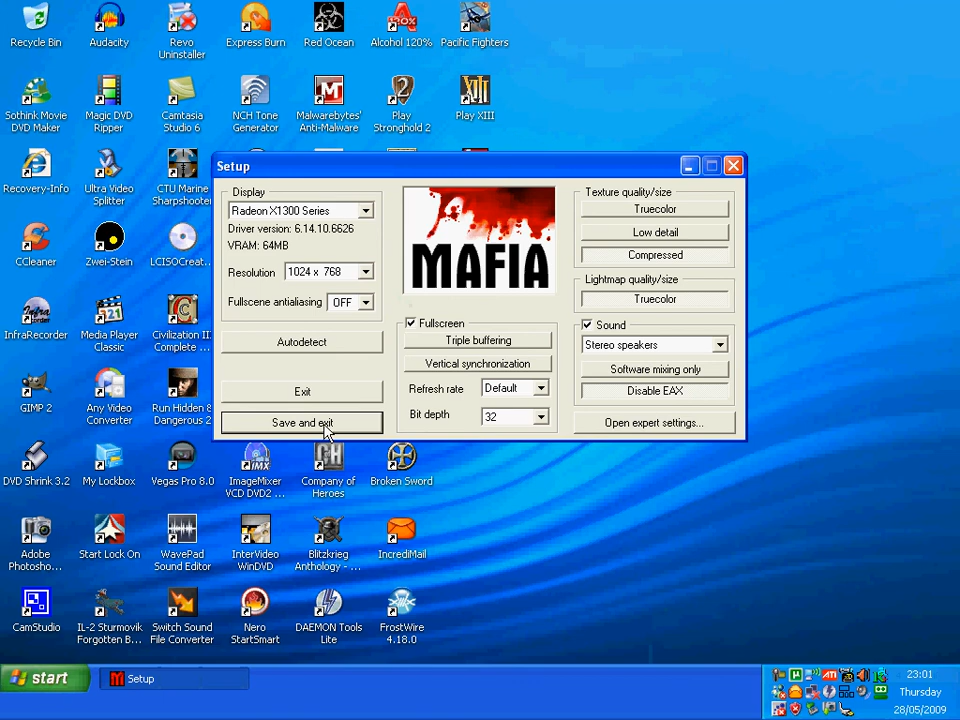 Recycle Bin
Audacity
Revo
Uninstaller
Express Burn
Red Ocean
Alcohol 120%
Pacific Fighters
Sothink Movie
DVD Maker
Magic DVD
Ripper
Camtasia
Studio 6
NCH Tone
Generator
Malwarebytes'
Anti-Malware
Play
Stronghold 2
Play XIII
Recovery-Info
Ultra Video
Splitter
CTU Marine
Sharpshooter
CCleaner
Zwei-Stein
LCISOCreat...
InfraRecorder
Media Player
Classic
Civilization III
Complete ...
GIMP 2
Any Video
Converter
Run Hidden &
Dangerous 2
DVD Shrink 3.2
My Lockbox
Vegas Pro 8.0
ImageMixer
VCD DVD2 ...
Company of
Heroes
Broken Sword
Adobe
Photosho...
Start Lock On
WavePad
Sound Editor
InterVideo
WinDVD
Blitzkrieg
Anthology - ...
IncrediMail
CamStudio
IL-2 Sturmovik
Forgotten B...
Switch Sound
File Converter
Nero
StartSmart
DAEMON Tools
Lite
FrostWire
4.18.0
Setup
Display
Radeon X1300 Series
Driver version: 6.14.10.6626
VRAM: 64MB
Resolution 1024 x 768
Fullscene antialiasing OFF
Autodetect
Exit
Save and exit
MAFIA
Fullscreen
Triple buffering
Vertical synchronization
Refresh rate Default
Bit depth 32
Texture quality/size
Truecolor
Low detail
Compressed
Lightmap quality/size
Truecolor
Sound
Stereo speakers
Software mixing only
Disable EAX
Open expert settings...
start
Setup
23:01
Thursday
28/05/2009